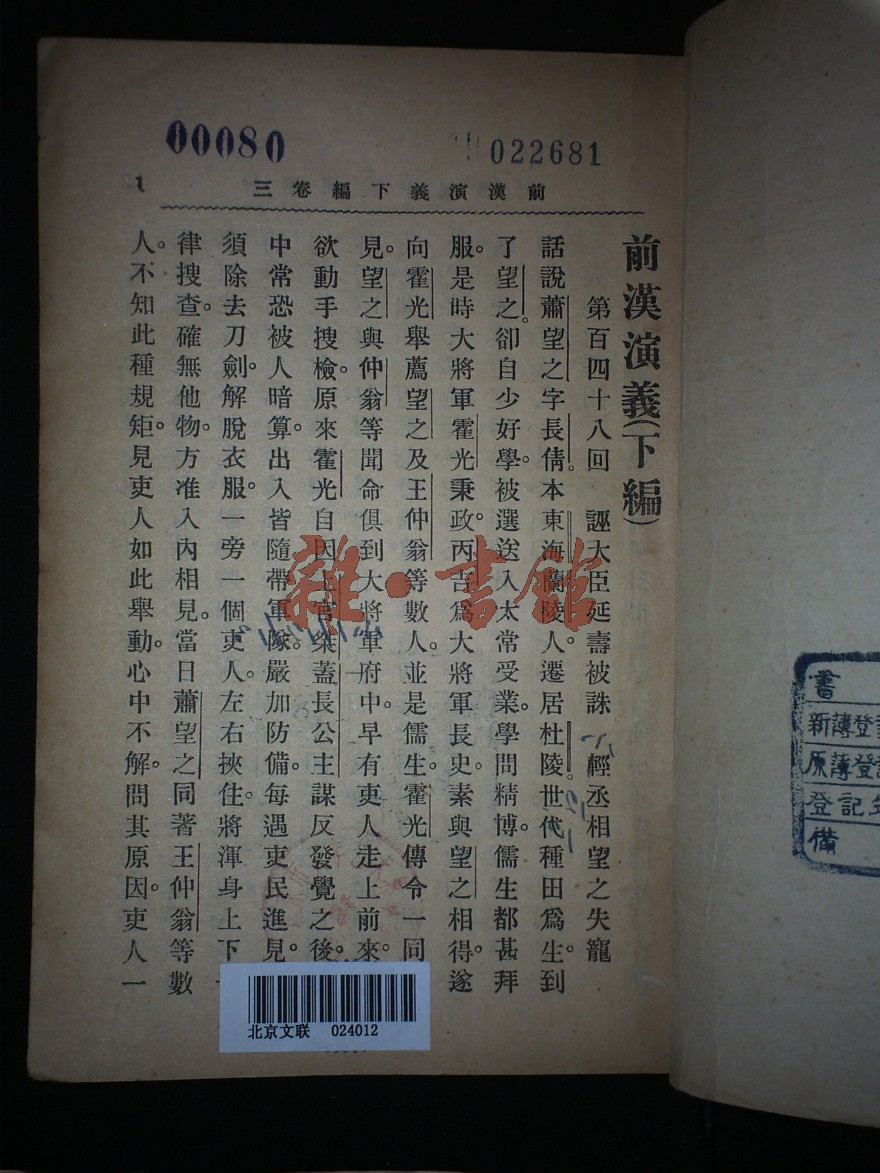 00080
022681
前漢演義下編卷三
1
前漢演義(下編)
第百四十八回　誣大臣延壽被誅　輕丞相望之失寵
話說蕭望之字長倩。本東海蘭陵人。遷居杜陵。世代種田爲生。到
了望之。卻自少好學。被選送入太常受業。學問精博。儒生都甚拜
服。是時大將軍霍光秉政。丙吉爲大將軍長史。素與望之相得。遂
向霍光舉薦望之及王仲翁等數人。並是儒生。霍光傳令一同
見。望之與仲翁等聞命俱到大將軍府中。早有吏人走上前來。
欲動手搜檢。原來霍光自因上官桀蓋長公主謀反發覺之後。
中常恐被人暗算。出入皆隨帶軍隊。嚴加防備。每遇吏民進見。
須除去刀劍。解脫衣服。一旁一個吏人。左右挾住。將渾身上下一
律搜查。確無他物。方准入內相見。當日蕭望之同著王仲翁等數
人。不知此種規矩。見吏人如此舉動。心中不解。問其原因。吏人一
雜·書館
北京文联 024012
書
新簿登
原薄登
登記
備